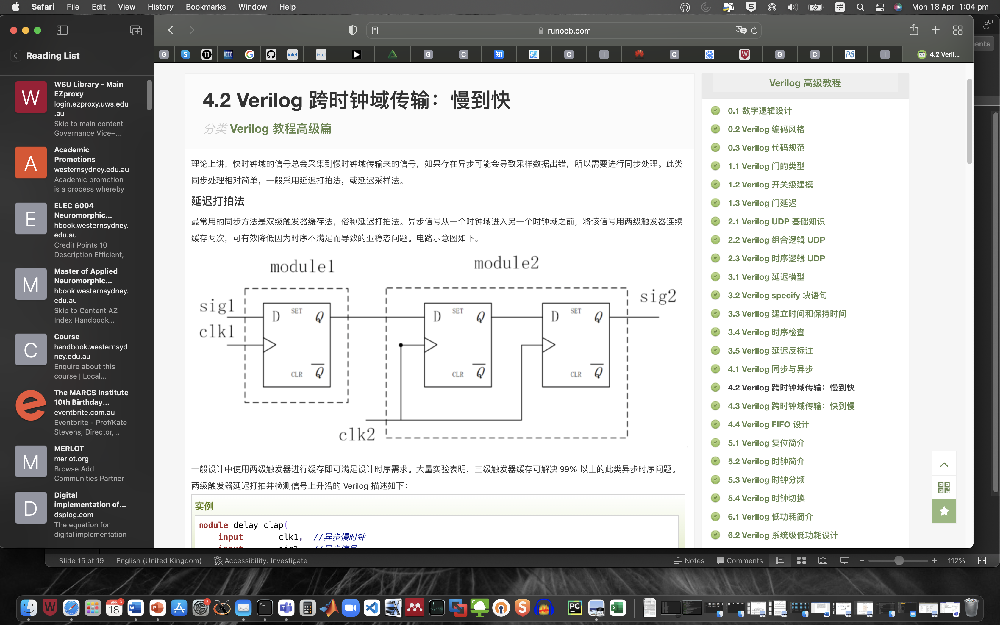 Safari File Edit View History Bookmarks Window Help Mon 18 Apr 1:04 pm
runoob.com
ents
Reading List
WSU Library - Main
EZproxy
login.ezproxy.uws.edu
.au
Skip to main content
Governance Vice–...
Academic
Promotions
westernsydney.edu.au
Academic promotion
is a process whereby
ELEC 6004
Neuromorphic...
hbook.westernsydney.
edu.au
Credit Points 10
Description Efficient,
Master of Applied
Neuromorphic...
hbook.westernsydney.
edu.au
Skip to Content AZ
Index Handbook...
Course
handbook.westernsyd
ney.edu.au
Enquire about this
course | Local...
The MARCS Institute
10th Birthday...
eventbrite.com.au
Eventbrite - Prof/Kate
Stevens, Director,...
MERLOT
merlot.org
Browse Add
Communities Partner
Digital
implementation of...
dsplog.com
The equation for
digital implementation
G S n IEEE G intel intel G C 知 C I C du W G C PS I 4.2 Veril...
4.2 Verilog 跨时钟域传输：慢到快
分类 Verilog 教程高级篇
理论上讲，快时钟域的信号总会采集到慢时钟域传输来的信号，如果存在异步可能会导致采样数据出错，所以需要进行同步处理。此类
同步处理相对简单，一般采用延迟打拍法，或延迟采样法。
延迟打拍法
最常用的同步方法是双级触发器缓存法，俗称延迟打拍法。异步信号从一个时钟域进入另一个时钟域之前，将该信号用两级触发器连续
缓存两次，可有效降低因为时序不满足而导致的亚稳态问题。电路示意图如下。
module1
module2
sig1
clk1
D SET Q
CLR Q
D SET Q
CLR Q
D SET Q
CLR Q
sig2
clk2
一般设计中使用两级触发器进行缓存即可满足设计时序需求。大量实验表明，三级触发器缓存可解决 99% 以上的此类异步时序问题。
两级触发器延迟打拍并检测信号上升沿的 Verilog 描述如下：
实例
module delay_clap(
input clk1, //异步慢时钟
input sig1, //异步信号
Verilog 高级教程
0.1 数字逻辑设计
0.2 Verilog 编码风格
0.3 Verilog 代码规范
1.1 Verilog 门的类型
1.2 Verilog 开关级建模
1.3 Verilog 门延迟
2.1 Verilog UDP 基础知识
2.2 Verilog 组合逻辑 UDP
2.3 Verilog 时序逻辑 UDP
3.1 Verilog 延迟模型
3.2 Verilog specify 块语句
3.3 Verilog 建立时间和保持时间
3.4 Verilog 时序检查
3.5 Verilog 延迟反标注
4.1 Verilog 同步与异步
4.2 Verilog 跨时钟域传输：慢到快
4.3 Verilog 跨时钟域传输：快到慢
4.4 Verilog FIFO 设计
5.1 Verilog 复位简介
5.2 Verilog 时钟简介
5.3 Verilog 时钟分频
5.4 Verilog 时钟切换
6.1 Verilog 低功耗简介
6.2 Verilog 系统级低功耗设计
Slide 15 of 19 English (United Kingdom) Accessibility: Investigate Notes Comments 112%